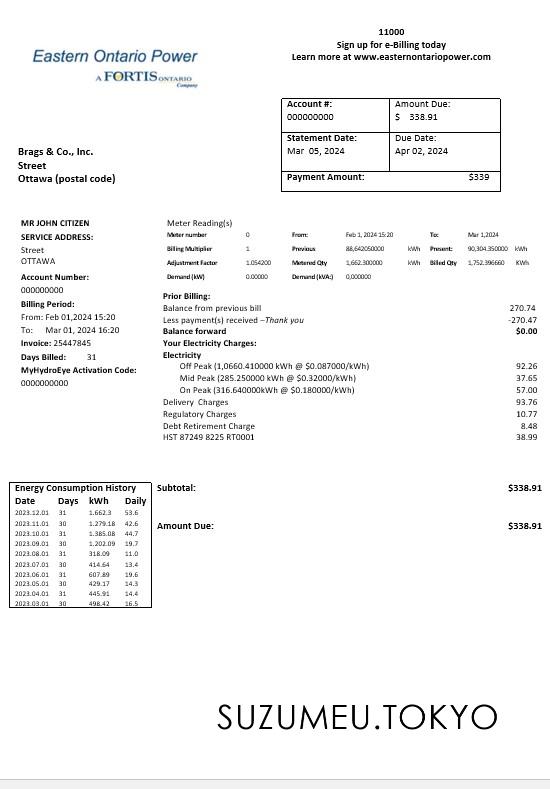 11000
Sign up for e-Billing today
Learn more at www.easternontariopower.com
Eastern Ontario Power
A FORTIS ONTARIO
Company
Account #: Amount Due:
000000000 $ 338.91
Statement Date: Due Date:
Mar 05, 2024 Apr 02, 2024
Payment Amount: $339
Brags & Co., Inc.
Street
Ottawa (postal code)
MR JOHN CITIZEN
SERVICE ADDRESS:
Street
OTTAWA
Account Number:
000000000
Billing Period:
From: Feb 01,2024 15:20
To: Mar 01, 2024 16:20
Invoice: 25447845
Days Billed: 31
MyHydroEye Activation Code:
0000000000
Meter Reading(s)
Meter number 0 From: Feb 1, 2024 15:20 To: Mar 1,2024
Billing Multiplier 1 Previous 88,642050000 kWh Present: 90,304.350000 kWh
Adjustment Factor 1.054200 Metered Qty 1,662.300000 kWh Billed Qty 1,752.396660 KWh
Demand (kW) 0.00000 Demand (kVA:) 0,000000
Prior Billing:
Balance from previous bill 270.74
Less payment(s) received –Thank you -270.47
Balance forward $0.00
Your Electricity Charges:
Electricity
Off Peak (1,0660.410000 kWh @ $0.087000/kWh) 92.26
Mid Peak (285.250000 kWh @ $0.32000/kWh) 37.65
On Peak (316.640000kWh @ $0.180000/kWh) 57.00
Delivery Charges 93.76
Regulatory Charges 10.77
Debt Retirement Charge 8.48
HST 87249 8225 RT0001 38.99
Subtotal: $338.91
Amount Due: $338.91
Energy Consumption History
Date Days kWh Daily
2023.12.01 31 1.662.3 53.6
2023.11.01 30 1.279.18 42.6
2023.10.01 31 1.385.08 44.7
2023.09.01 30 1,202.09 19.7
2023.08.01 31 318.09 11.0
2023.07.01 30 414.64 13.4
2023.06.01 31 607.89 19.6
2023.05.01 30 429.17 14.3
2023.04.01 31 445.91 14.4
2023.03.01 30 498.42 16.5
SUZUMEU.TOKYO